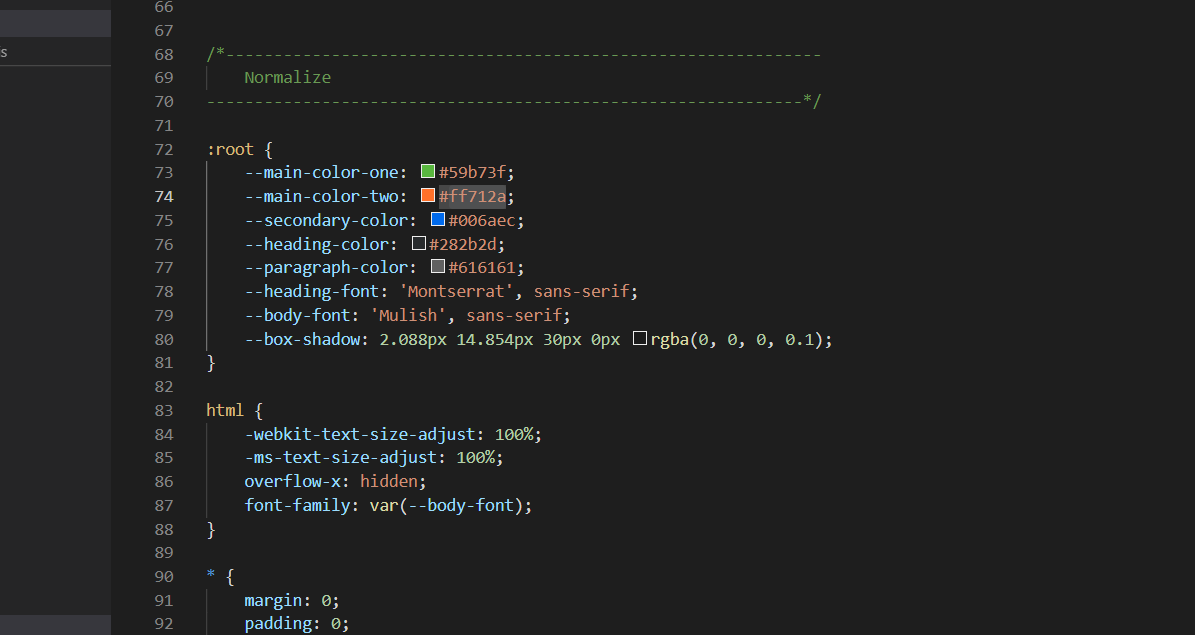 66
67
68 /*--------------------------------------------------------------
s
69 Normalize
70 --------------------------------------------------------------*/
71
72 :root {
73 --main-color-one: #59b73f;
74 --main-color-two: #ff712a;
75 --secondary-color: #006aec;
76 --heading-color: #282b2d;
77 --paragraph-color: #616161;
78 --heading-font: 'Montserrat', sans-serif;
79 --body-font: 'Mulish', sans-serif;
80 --box-shadow: 2.088px 14.854px 30px 0px rgba(0, 0, 0, 0.1);
81 }
82
83 html {
84 -webkit-text-size-adjust: 100%;
85 -ms-text-size-adjust: 100%;
86 overflow-x: hidden;
87 font-family: var(--body-font);
88 }
89
90 * {
91 margin: 0;
92 padding: 0;